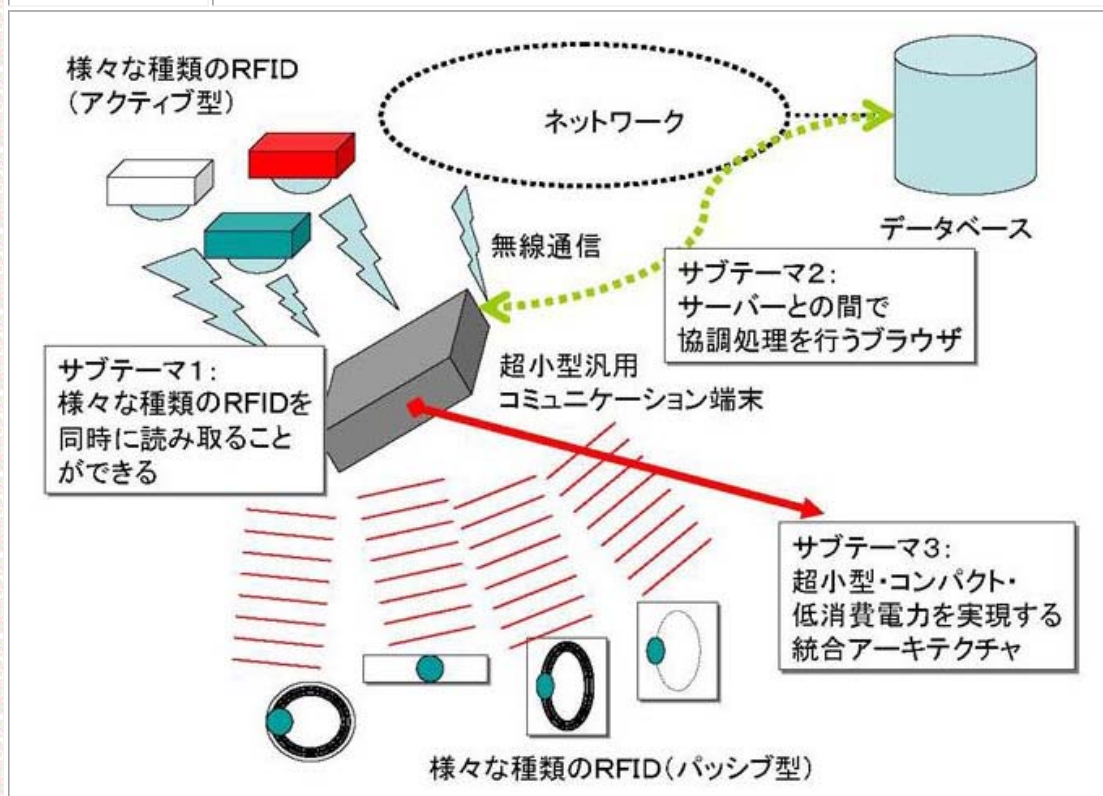 様々な種類のRFID
(アクティブ型)
ネットワーク
データベース
無線通信
サブテーマ2:
サーバーとの間で
協調処理を行うブラウザ
サブテーマ1:
様々な種類のRFIDを
同時に読み取ること
ができる
超小型汎用
コミュニケーション端末
サブテーマ3:
超小型・コンパクト・
低消費電力を実現する
統合アーキテクチャ
様々な種類のRFID(パッシブ型)